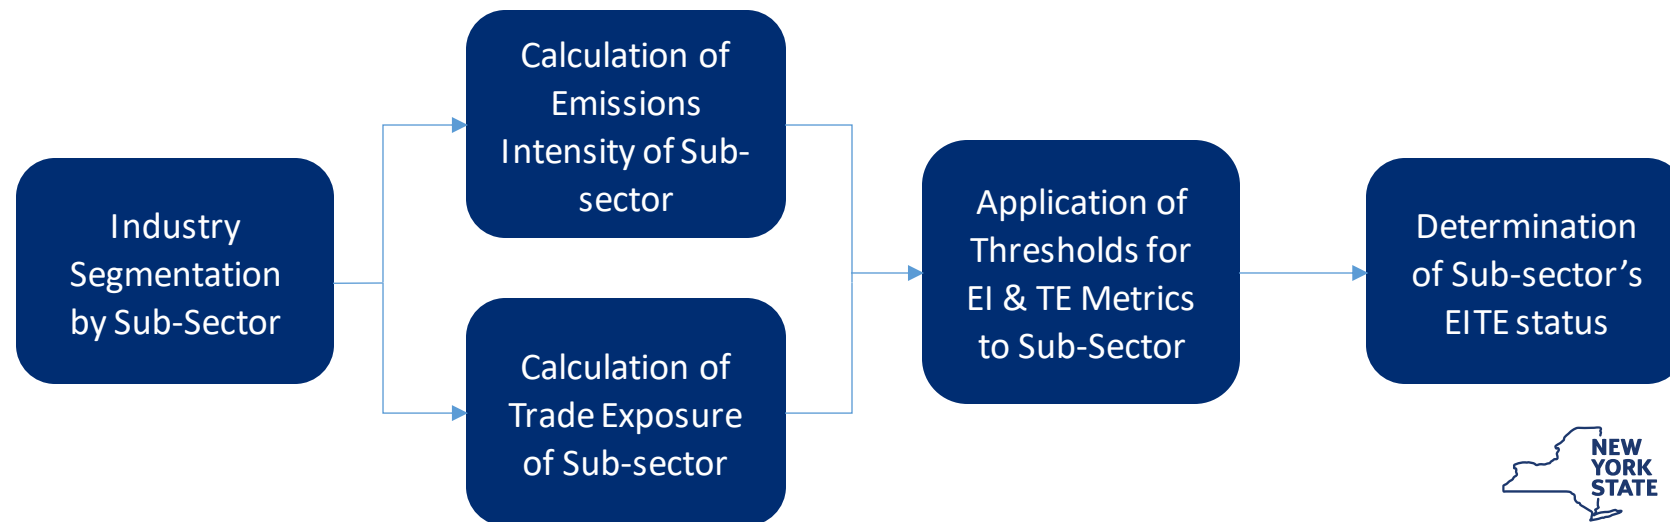 Industry
Segmentation
by Sub-Sector
Calculation of
Emissions
Intensity of Sub-
sector
Calculation of
Trade Exposure
of Sub-sector
Application of
Thresholds for
EI & TE Metrics
to Sub-Sector
Determination
of Sub-sector’s
EITE status
NEW
YORK
STATE